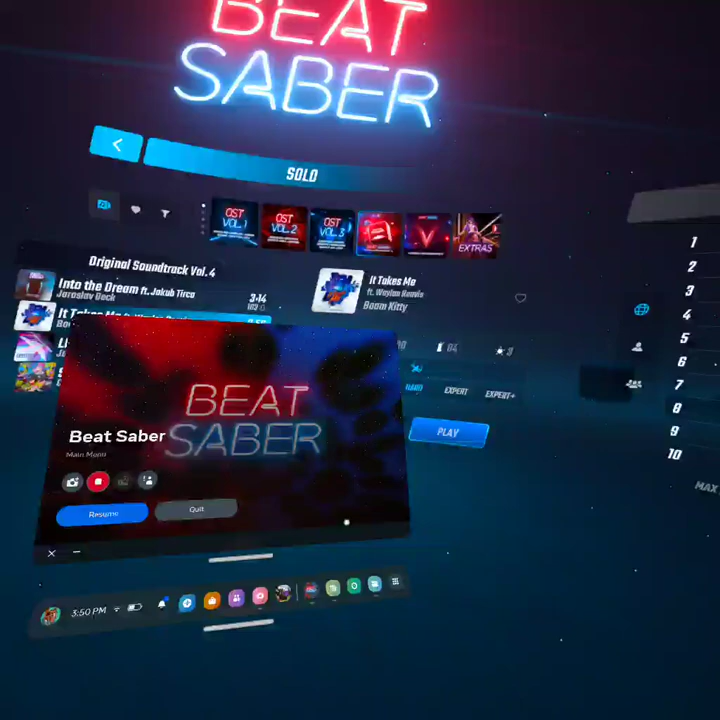 BEAT
SABER
SOLO
OST
VOL.1
OST
VOL.2
OST
VOL.3
EXTRAS
Original Soundtrack Vol.4
Into the Dream ft. Jakub Tirco
Jaroslav Beck
3:14
It Takes Me
It Takes Me
Boom Kitty
HARD
EXPERT
EXPERT+
PLAY
BEAT
SABER
Beat Saber
Main Menu
Resume
Quit
3:50 PM
1
2
3
4
5
6
7
8
9
10
MAX